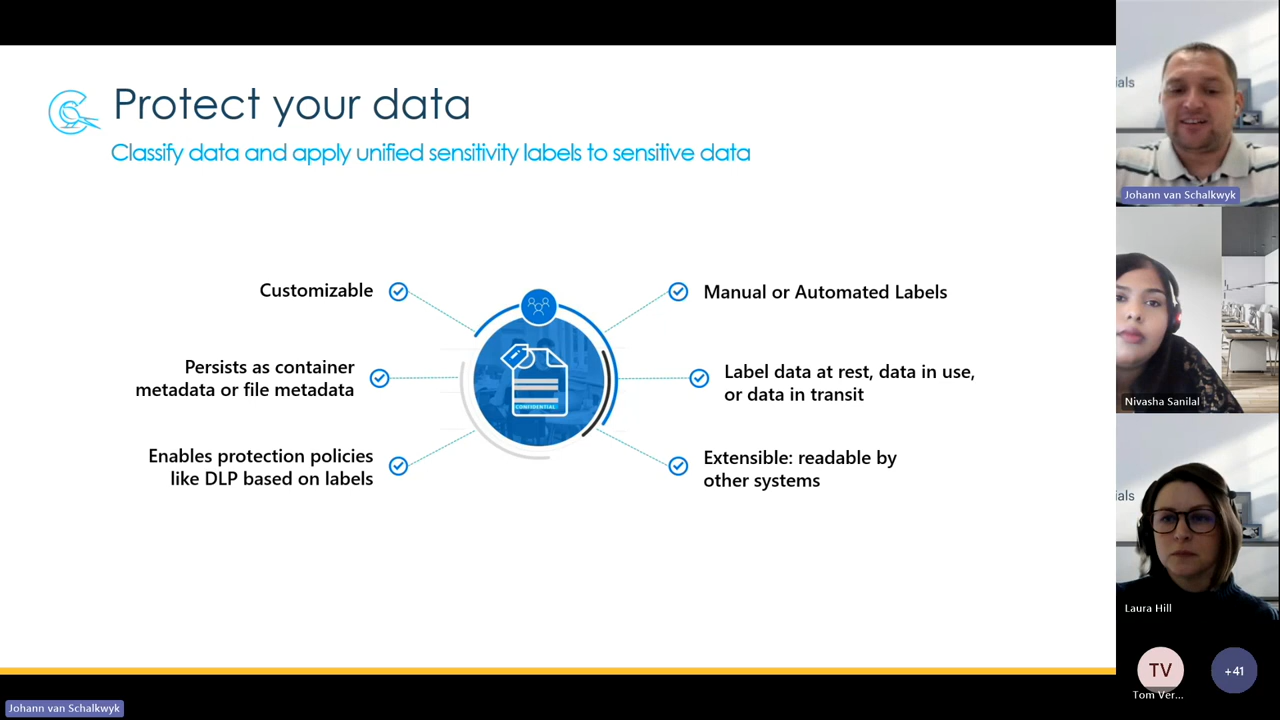 Protect your data
Classify data and apply unified sensitivity labels to sensitive data
Customizable
Persists as container
metadata or file metadata
Enables protection policies
like DLP based on labels
CONFIDENTIAL
Manual or Automated Labels
Label data at rest, data in use,
or data in transit
Extensible: readable by
other systems
ials
Johann van Schalkwyk
Nivasha Sanilal
ials
Laura Hill
TV
+41
Tom Ver...
Johann van Schalkwyk